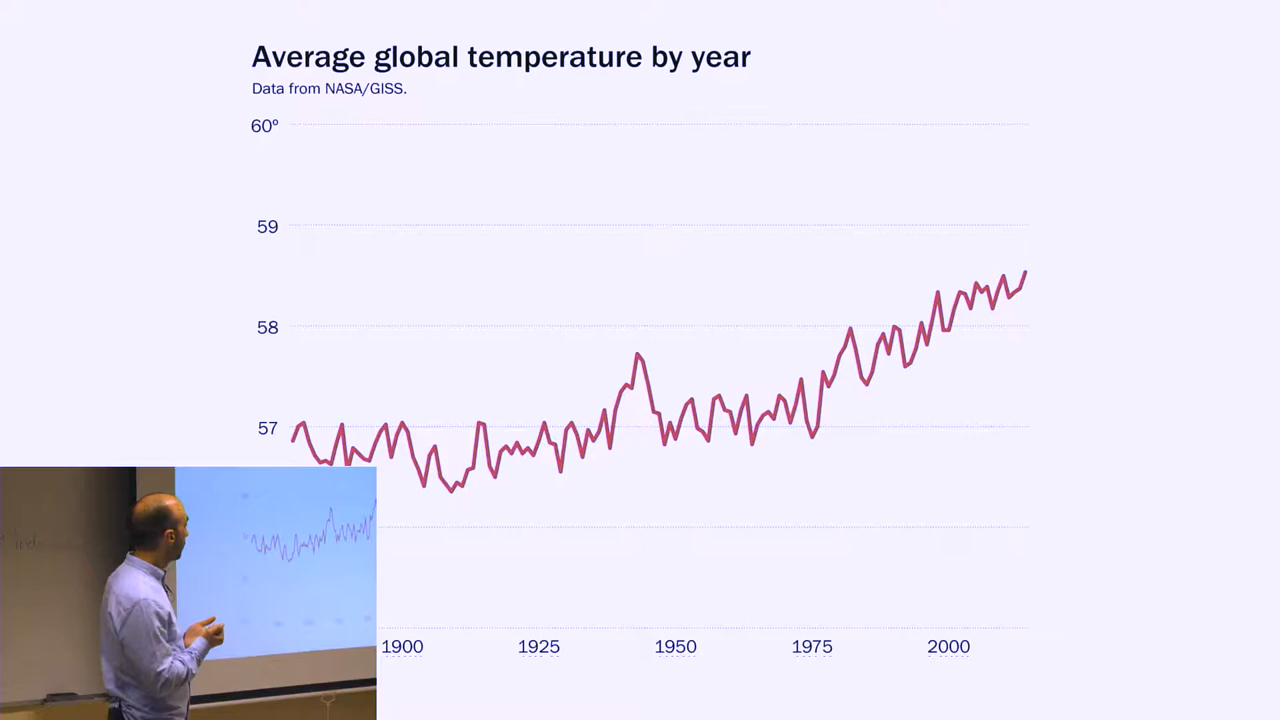 Average global temperature by year
Data from NASA/GISS.
60º
59
58
57
1900 1925 1950 1975 2000